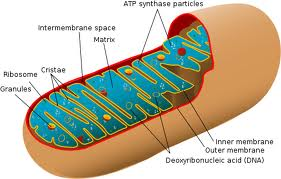 ATP synthase particles
Intermembrane space
Matrix
Cristae
Ribosome
Granules
Inner membrane
Outer membrane
Deoxyribonucleic acid (DNA)